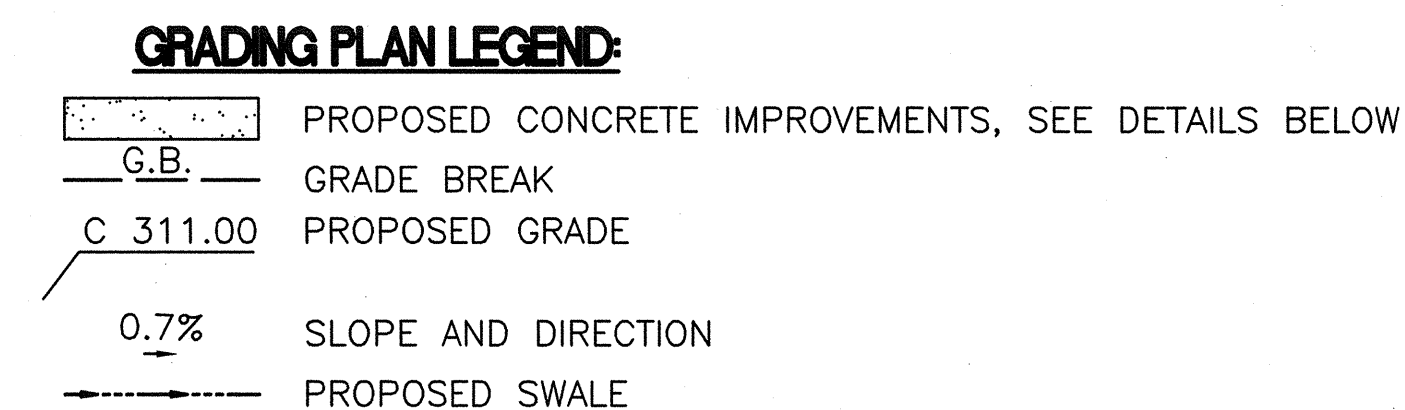 GRADING PLAN LEGEND:
PROPOSED CONCRETE IMPROVEMENTS, SEE DETAILS BELOW
G.B. GRADE BREAK
C 311.00 PROPOSED GRADE
0.7% SLOPE AND DIRECTION
PROPOSED SWALE